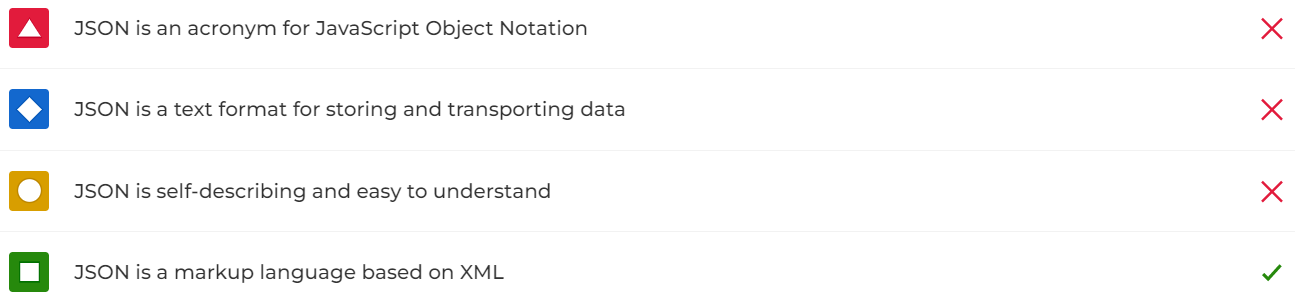 JSON is an acronym for JavaScript Object Notation
JSON is a text format for storing and transporting data
JSON is self-describing and easy to understand
JSON is a markup language based on XML